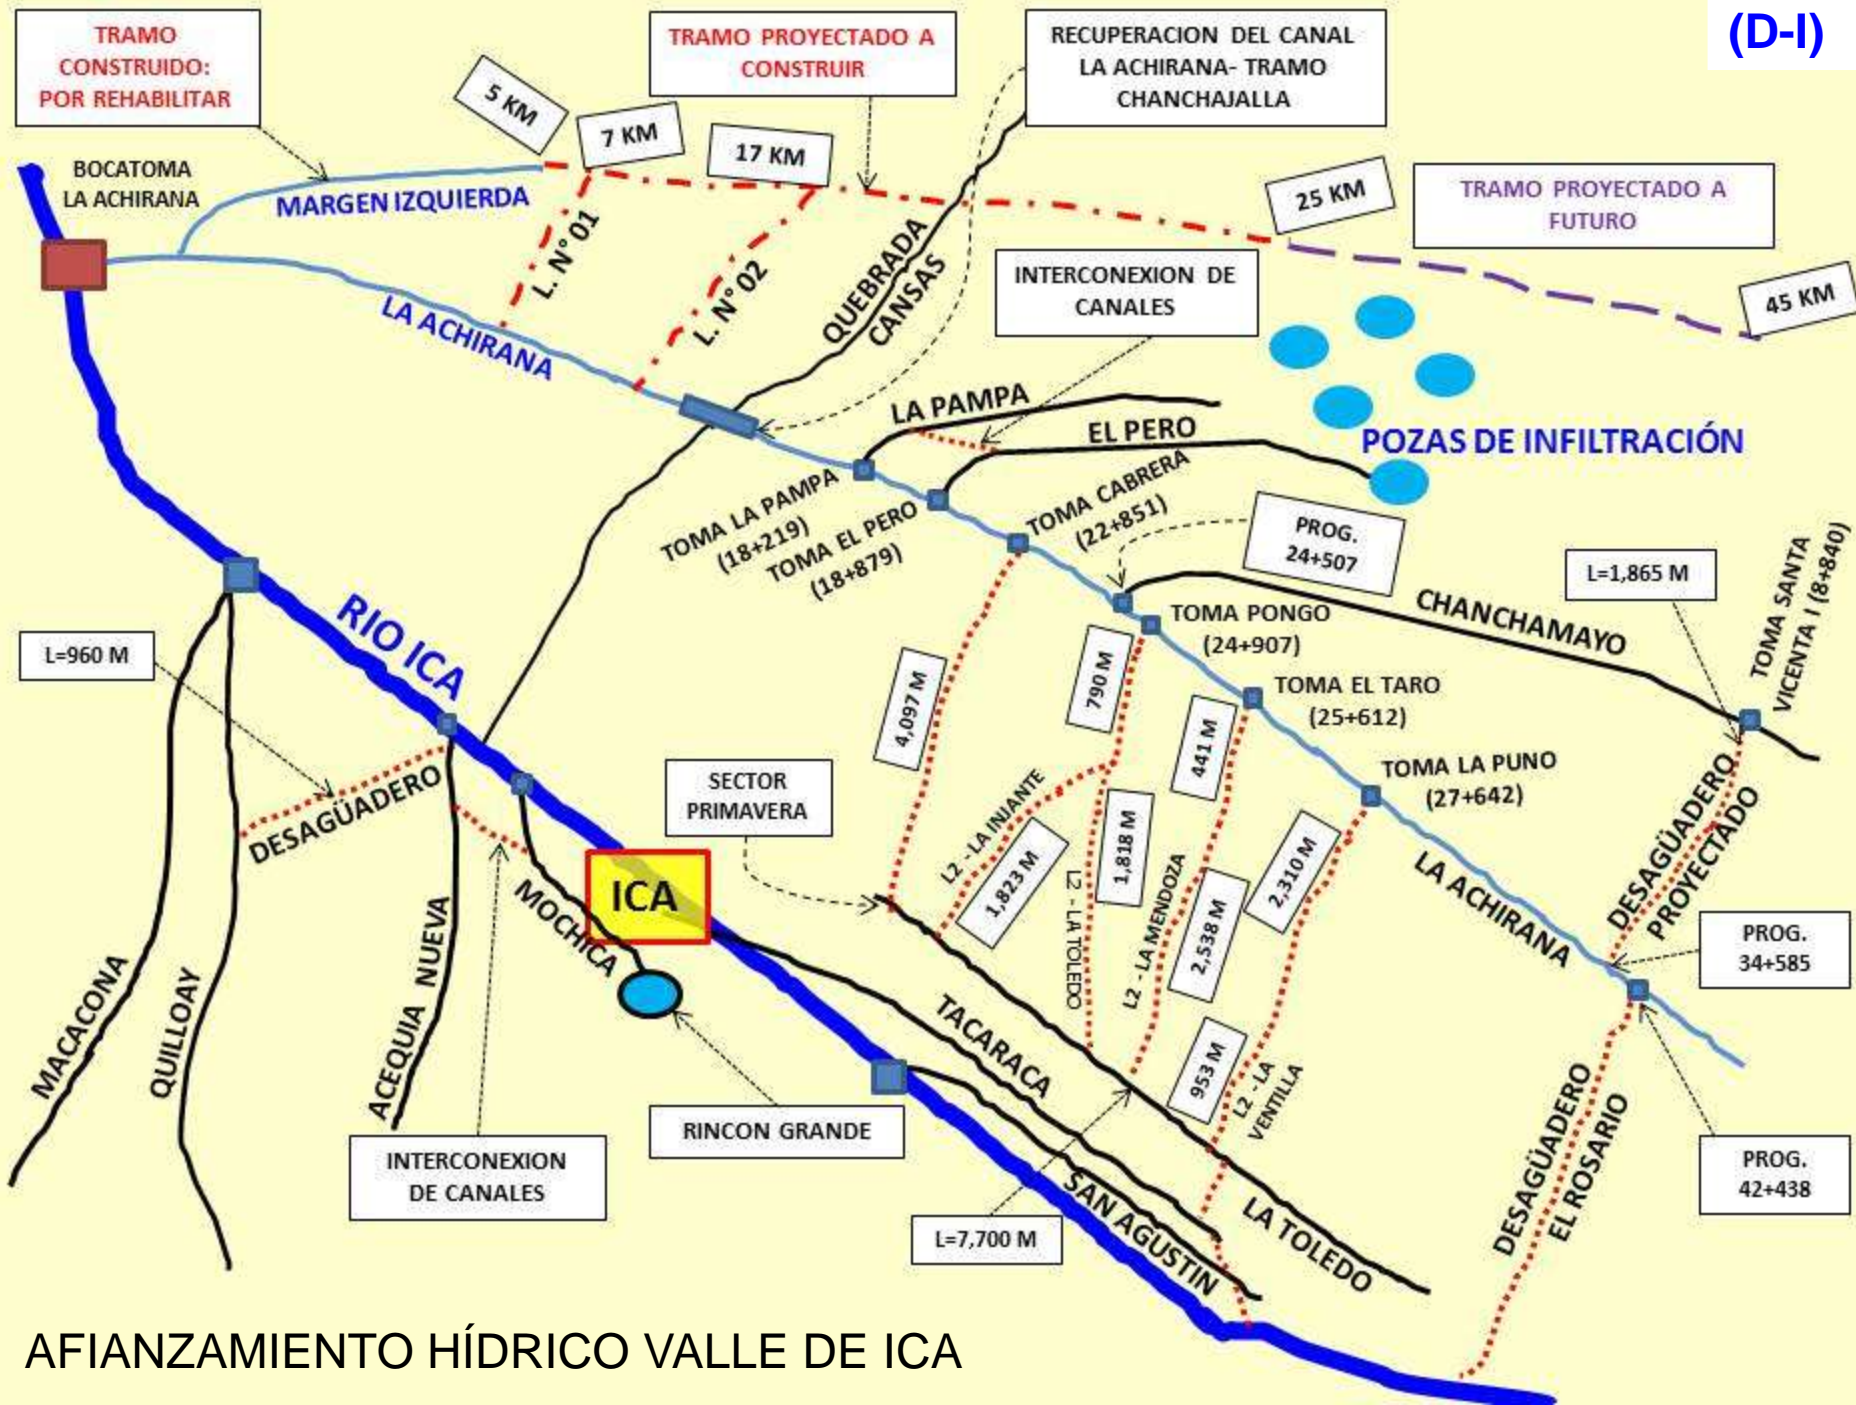 (D-I)
TRAMO
CONSTRUIDO:
POR REHABILITAR
TRAMO PROYECTADO A
CONSTRUIR
RECUPERACION DEL CANAL
LA ACHIRANA- TRAMO
CHANCHAJALLA
5 KM
7 KM
17 KM
25 KM
TRAMO PROYECTADO A
FUTURO
45 KM
BOCATOMA
LA ACHIRANA
MARGEN IZQUIERDA
L. N° 01
L. N° 02
LA ACHIRANA
QUEBRADA
CANSAS
INTERCONEXION DE
CANALES
LA PAMPA
EL PERO
POZAS DE INFILTRACIÓN
TOMA LA PAMPA
(18+219)
TOMA EL PERO
(18+879)
TOMA CABRERA
(22+851)
PROG.
24+507
L=1,865 M
TOMA SANTA
VICENTA I (8+840)
CHANCHAMAYO
TOMA PONGO
(24+907)
TOMA EL TARO
(25+612)
TOMA LA PUNO
(27+642)
RIO ICA
L=960 M
DESAGÜADERO
SECTOR
PRIMAVERA
4,097 M
790 M
441 M
L2 - LA INJANTE
1,823 M
1,818 M
L2 - LA TOLEDO
L2 - LA MENDOZA
2,538 M
2,310 M
953 M
L2 - LA
VENTILLA
LA ACHIRANA
DESAGÜADERO
PROYECTADO
PROG.
34+585
PROG.
42+438
DESAGÜADERO
EL ROSARIO
ICA
MOCHICA
MACACONA
QUILLOAY
ACEQUIA NUEVA
INTERCONEXION
DE CANALES
RINCON GRANDE
TACARACA
SAN AGUSTIN
LA TOLEDO
L=7,700 M
AFIANZAMIENTO HÍDRICO VALLE DE ICA